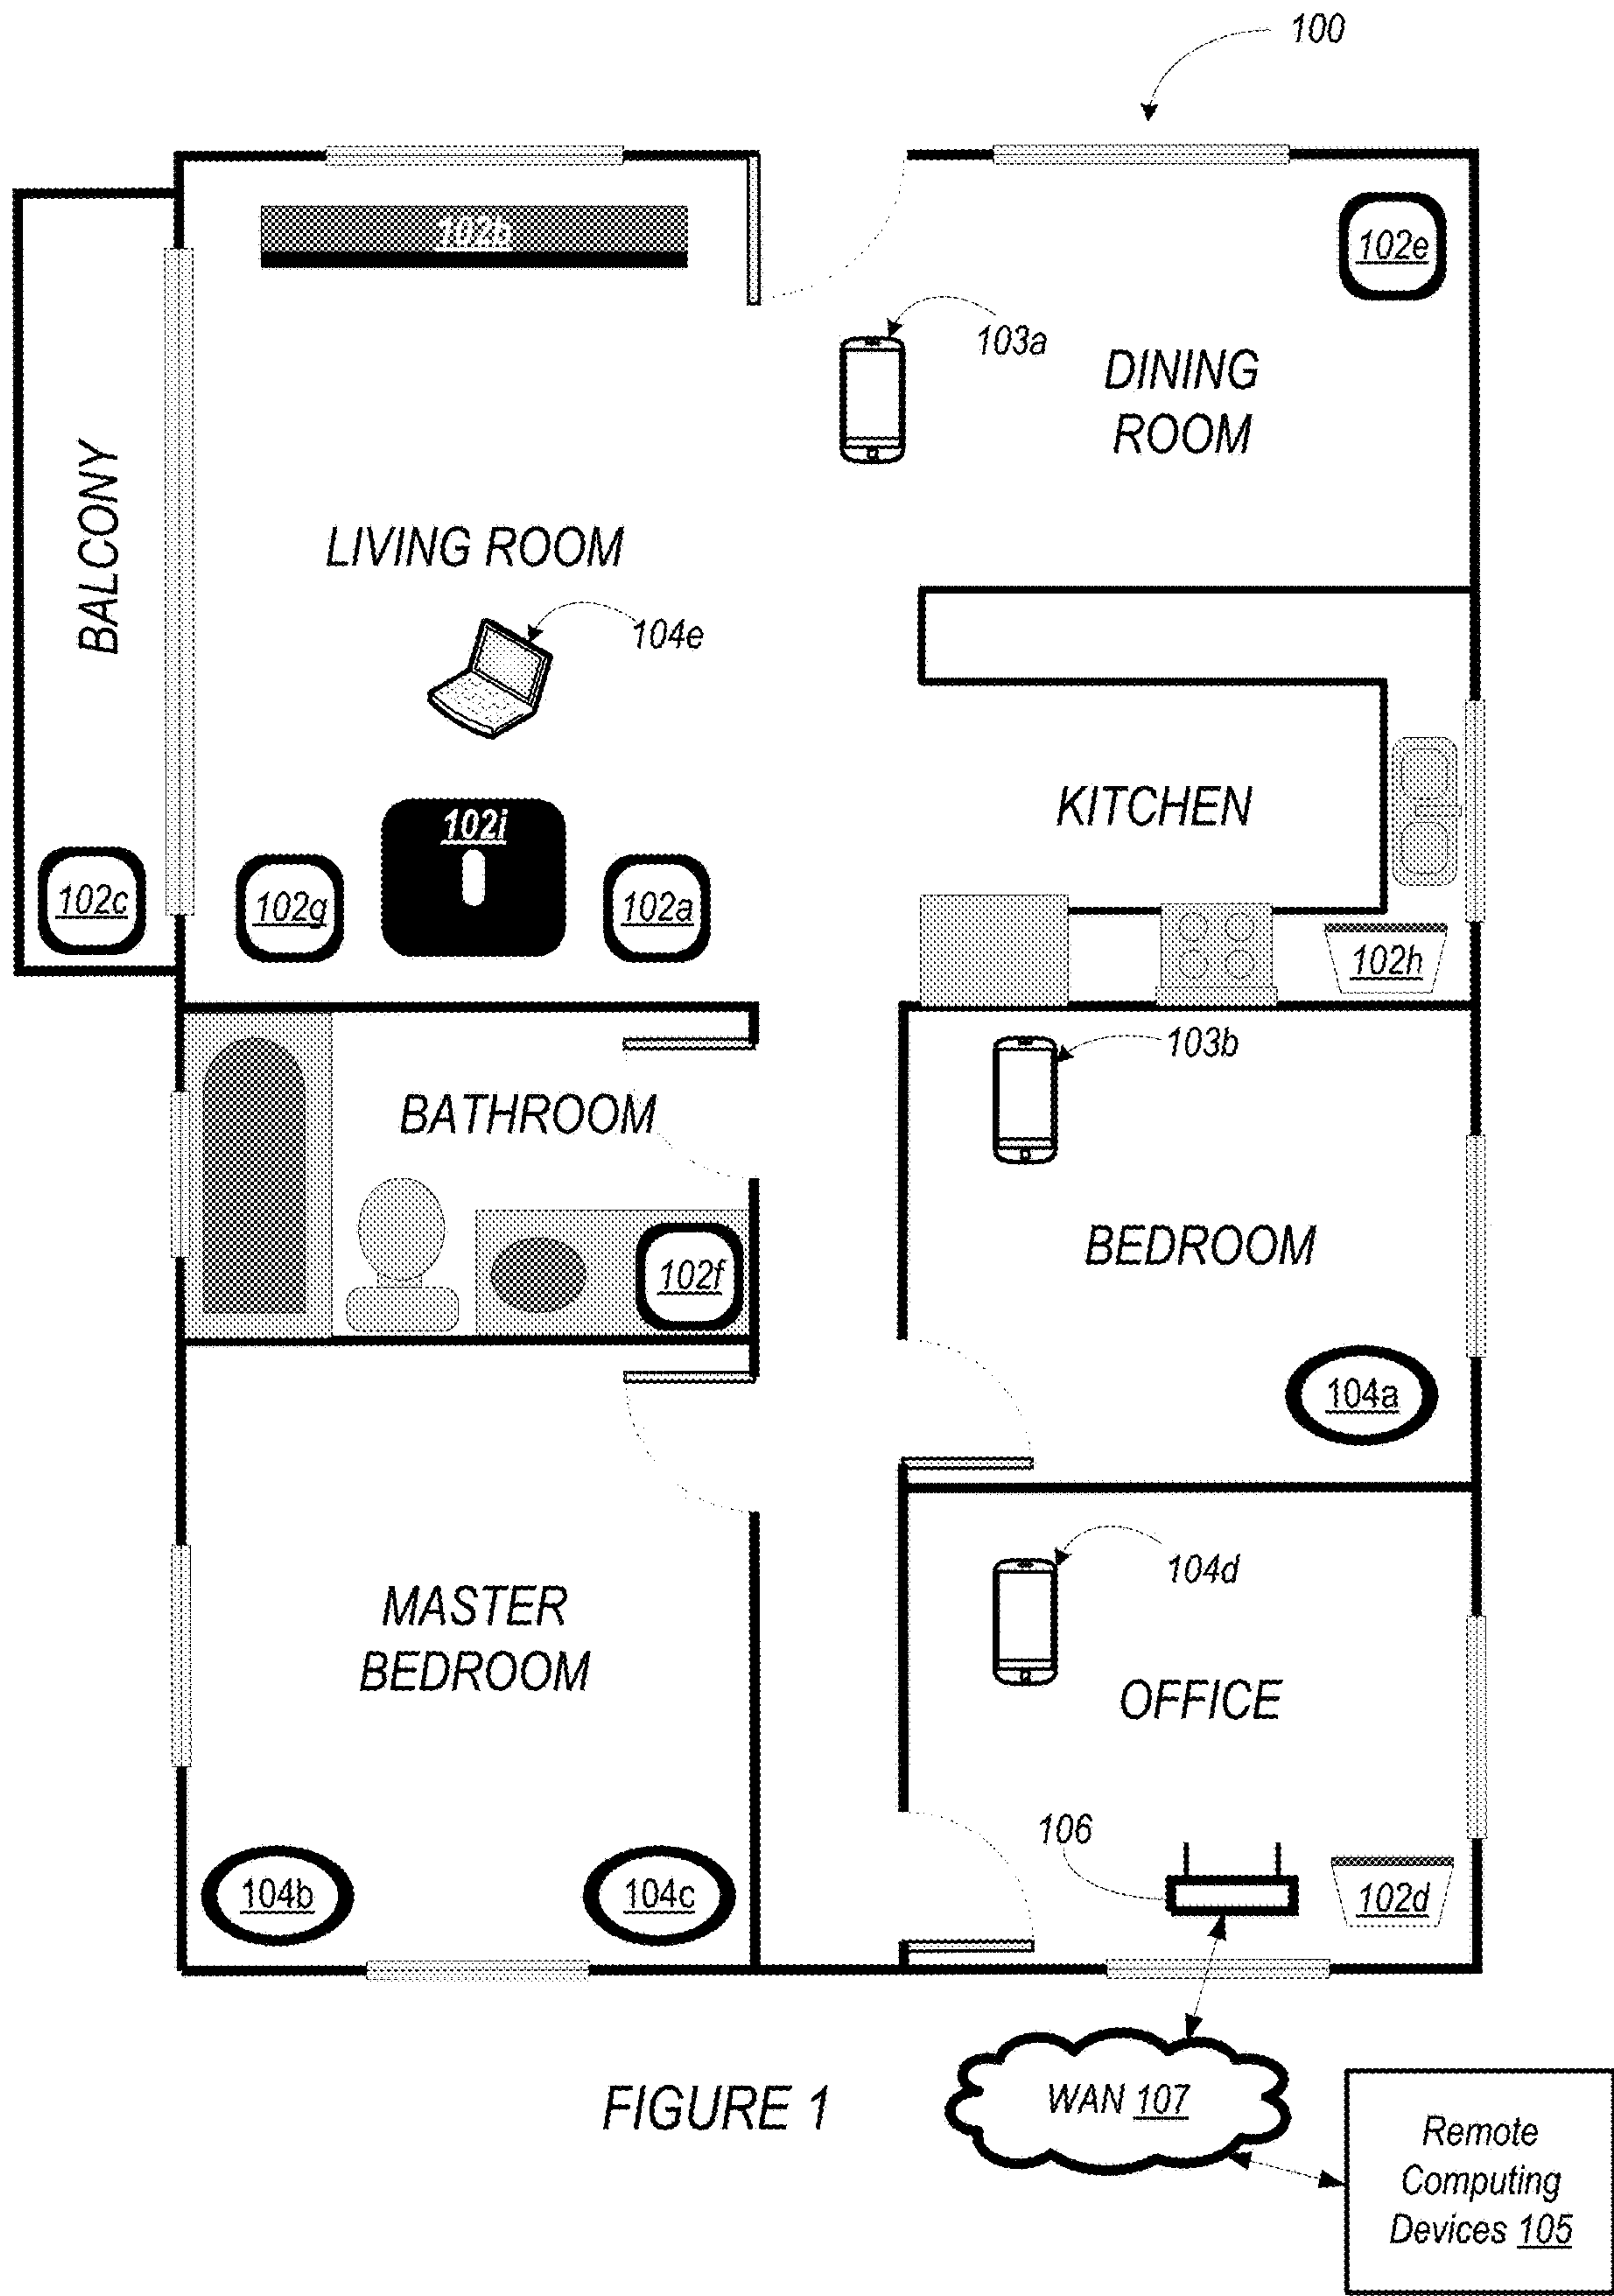 100
102b
102e
103a
DINING
ROOM
BALCONY
LIVING ROOM
104e
KITCHEN
102i
102c
102g
102a
102h
103b
BATHROOM
BEDROOM
102f
104a
104d
MASTER
BEDROOM
OFFICE
106
104b
104c
102d
FIGURE 1
WAN 107
Remote
Computing
Devices 105